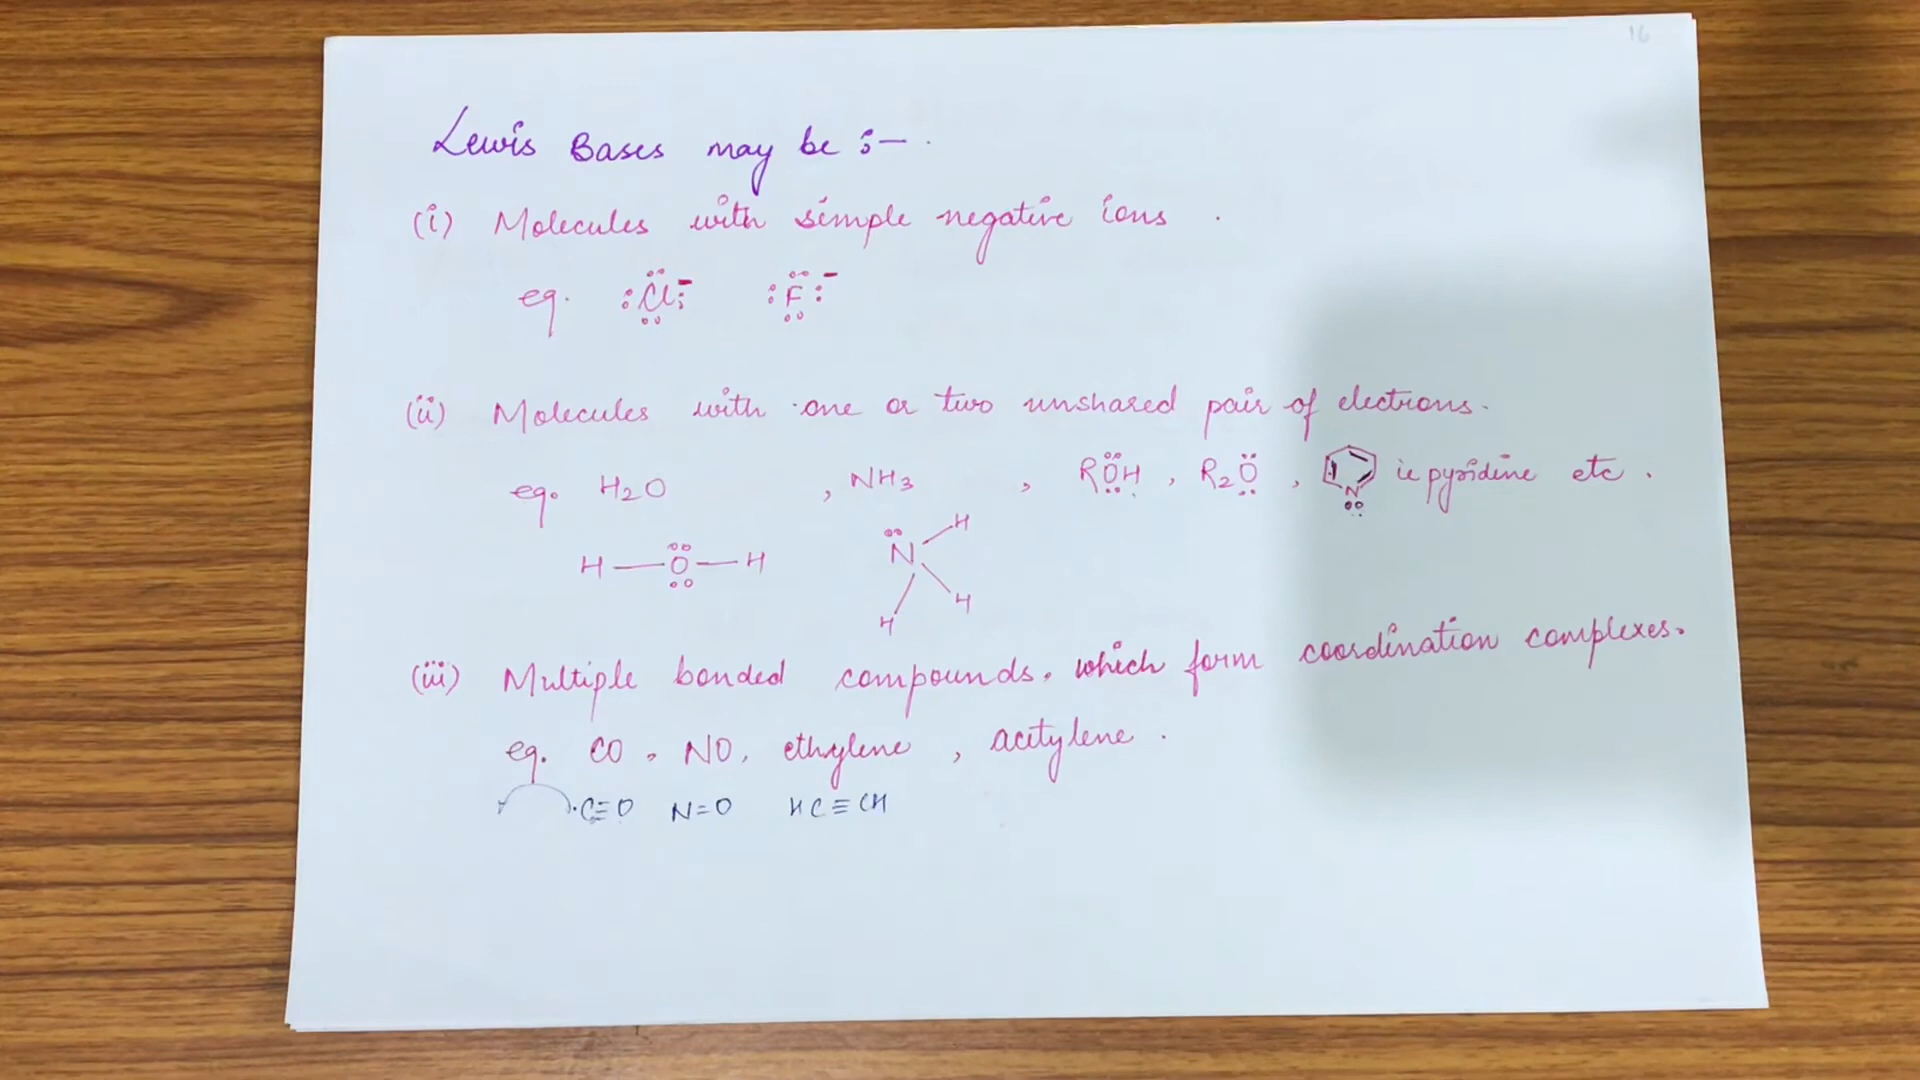 16
Lewis Bases may be :-
(i) Molecules with simple negative ions .
eg. :Cl:⁻ :F:⁻
(ii) Molecules with one or two unshared pair of electrons.
eg. H2O , NH3 , RÖH , R2Ö , N ie pyridine etc .
H — O — H N H H H
(iii) Multiple bonded compounds, which form coordination complexes.
eg. CO , NO, ethylene , acetylene .
C≡O N=O HC≡CH